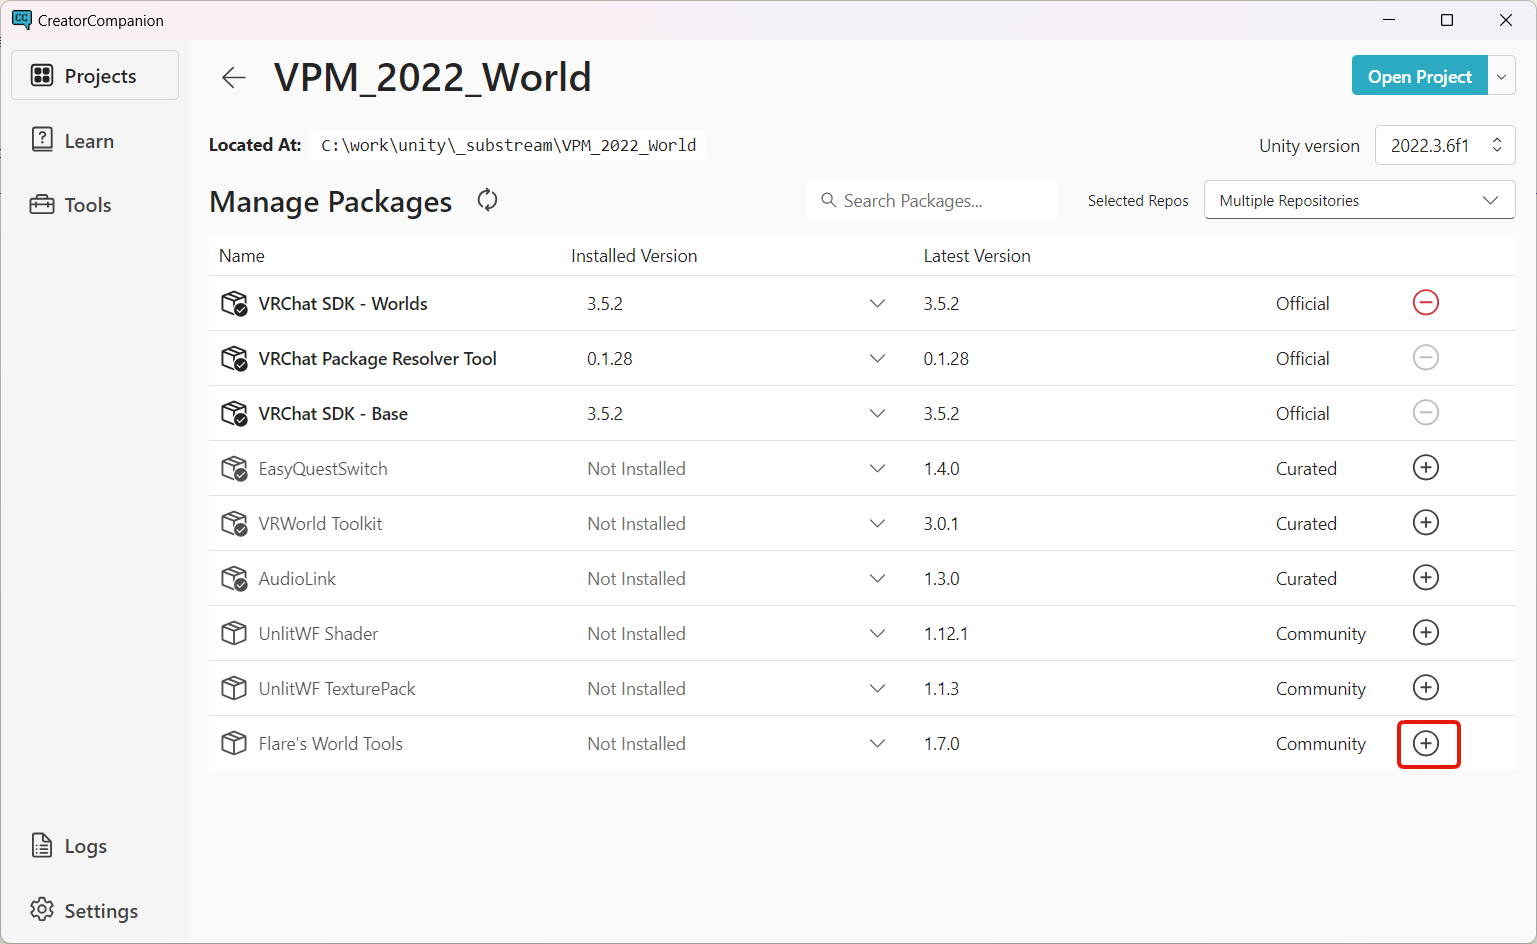 CC CreatorCompanion
Projects
VPM_2022_World
Open Project
Learn
Located At: C:\work\unity\_substream\VPM_2022_World
Unity version 2022.3.6f1
Tools
Manage Packages
Search Packages...
Selected Repos Multiple Repositories
Name Installed Version Latest Version
VRChat SDK - Worlds 3.5.2 3.5.2 Official
VRChat Package Resolver Tool 0.1.28 0.1.28 Official
VRChat SDK - Base 3.5.2 3.5.2 Official
EasyQuestSwitch Not Installed 1.4.0 Curated
VRWorld Toolkit Not Installed 3.0.1 Curated
AudioLink Not Installed 1.3.0 Curated
UnlitWF Shader Not Installed 1.12.1 Community
UnlitWF TexturePack Not Installed 1.1.3 Community
Flare's World Tools Not Installed 1.7.0 Community
Logs
Settings